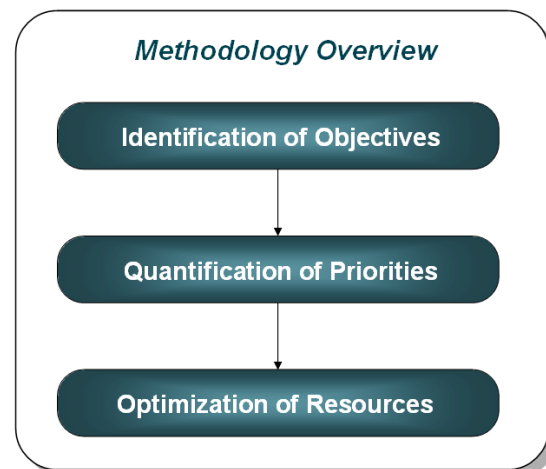 Methodology Overview
Identification of Objectives
Quantification of Priorities
Optimization of Resources